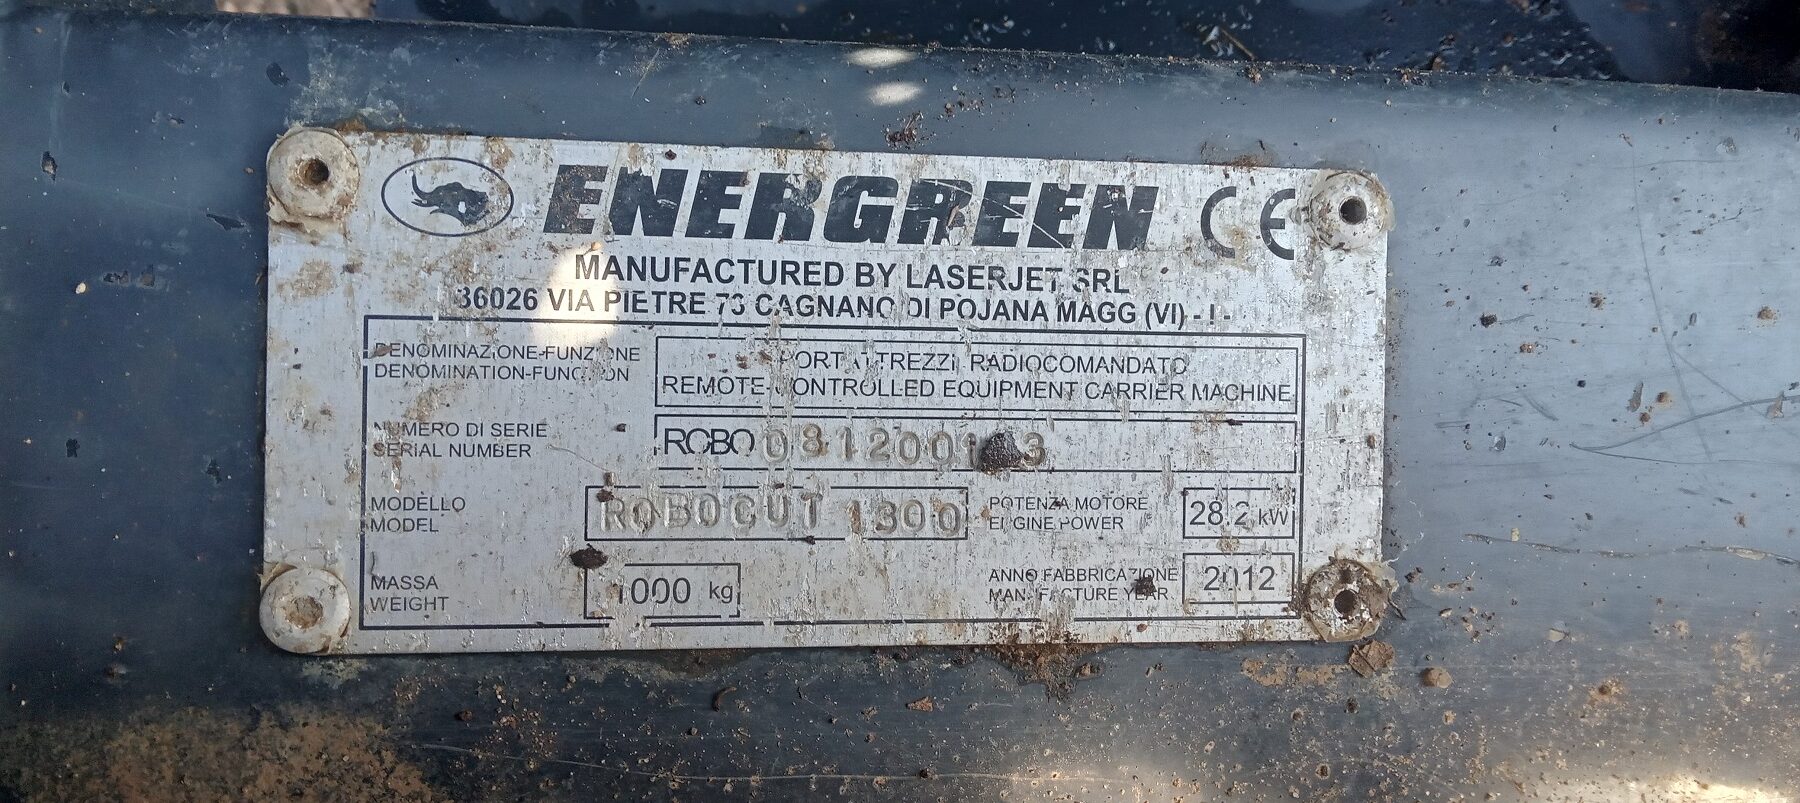 ENERGREEN CE
MANUFACTURED BY LASERJET SRL
36026 VIA PIETRE 73 CAGNANO DI POJANA MAGG (VI) - I -
DENOMINAZIONE-FUNZIONE
DENOMINATION-FUNCTION
PORTATTREZZI RADIOCOMANDATO
REMOTE-CONTROLLED EQUIPMENT CARRIER MACHINE
NUMERO DI SERIE
SERIAL NUMBER
ROBO
MODELLO
MODEL
ROBOCUT 1300
POTENZA MOTORE
ENGINE POWER
28.2 kW
MASSA
WEIGHT
1000 kg
ANNO FABBRICAZIONE
MANUFACTURE YEAR
2012